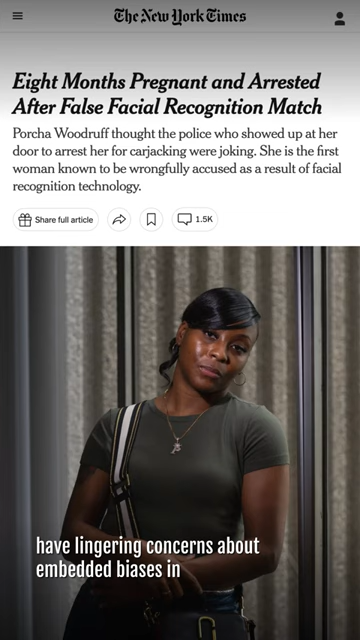 The New York Times
Eight Months Pregnant and Arrested
After False Facial Recognition Match
Porcha Woodruff thought the police who showed up at her
door to arrest her for carjacking were joking. She is the first
woman known to be wrongfully accused as a result of facial
recognition technology.
Share full article
1.5K
have lingering concerns about
embedded biases in